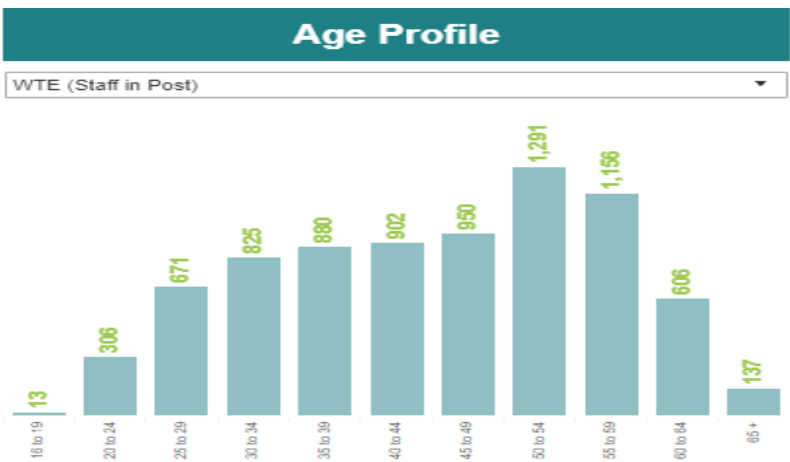 Age Profile
WTE (Staff in Post)
13
306
671
825
880
902
950
1,291
1,156
606
137
16 to 19
20 to 24
25 to 29
30 to 34
35 to 39
40 to 44
45 to 49
50 to 54
55 to 59
60 to 64
65 +